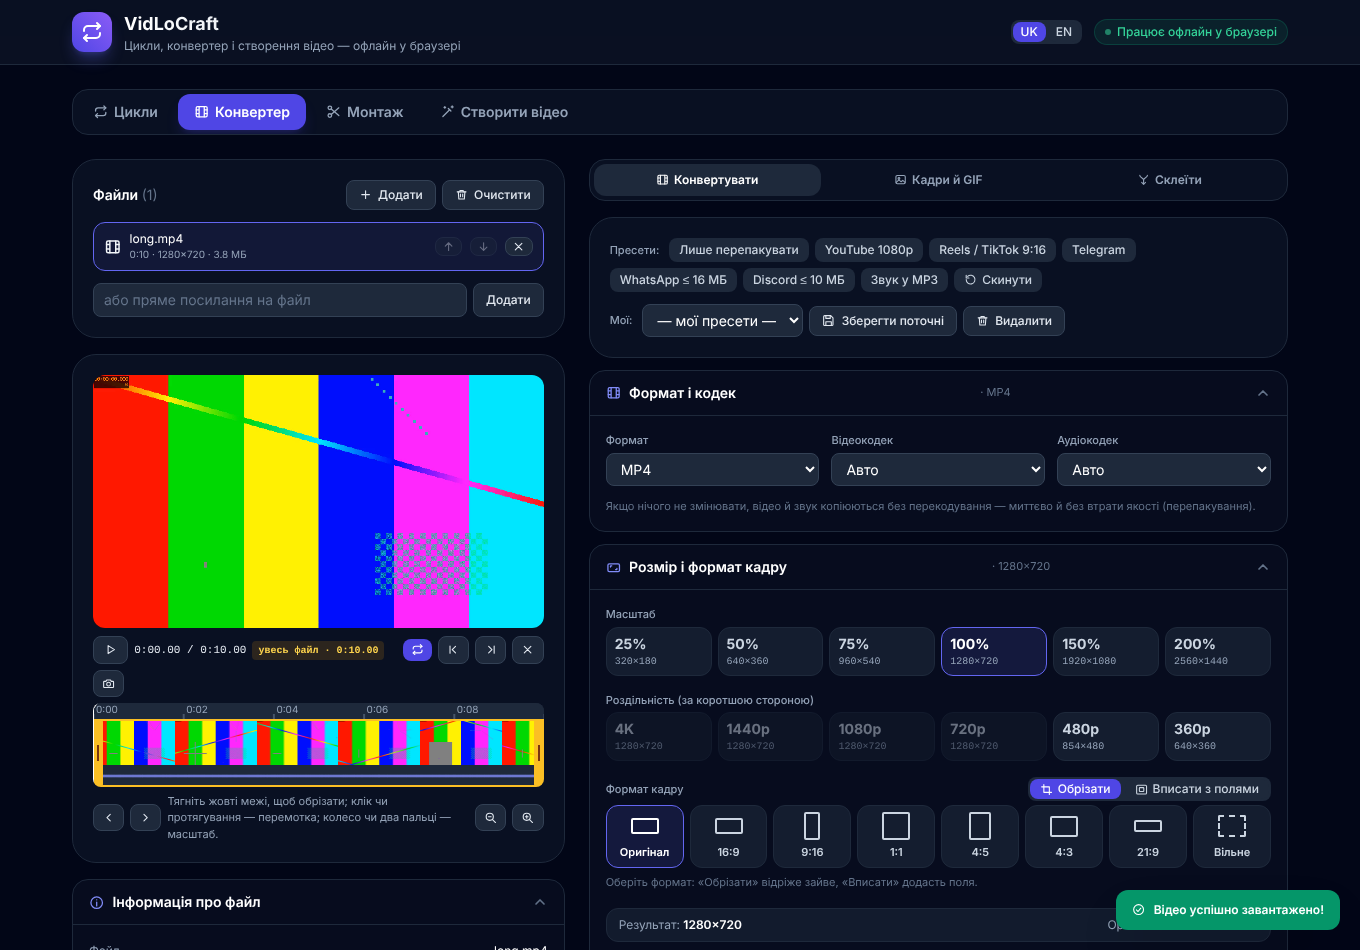 VidLoCraft
Цикли, конвертер і створення відео — офлайн у браузері
UK EN
Працює офлайн у браузері
Цикли Конвертер Монтаж Створити відео
Файли (1) Додати Очистити
long.mp4
0:10 · 1280×720 · 3.8 МБ
або пряме посилання на файл Додати
0:00.00 / 0:10.00 увесь файл · 0:10.00
0:00 0:02 0:04 0:06 0:08
Тягніть жовті межі, щоб обрізати; клік чи
протягування — перемотка; колесо чи два пальці —
масштаб.
Інформація про файл
Файл long.mp4
Конвертувати Кадри й GIF Склеїти
Пресети: Лише перепакувати YouTube 1080p Reels / TikTok 9:16 Telegram
WhatsApp ≤ 16 МБ Discord ≤ 10 МБ Звук у MP3 Скинути
Мої: — мої пресети — Зберегти поточні Видалити
Формат і кодек · MP4
Формат Відеокодек Аудіокодек
MP4 Авто Авто
Якщо нічого не змінювати, відео й звук копіюються без перекодування — миттєво й без втрати якості (перепакування).
Розмір і формат кадру · 1280×720
Масштаб
25% 50% 75% 100% 150% 200%
320×180 640×360 960×540 1280×720 1920×1080 2560×1440
Роздільність (за коротшою стороною)
4K 1440p 1080p 720p 480p 360p
1280×720 1280×720 1280×720 1280×720 854×480 640×360
Формат кадру Обрізати Вписати з полями
Оригінал 16:9 9:16 1:1 4:5 4:3 21:9 Вільне
Оберіть формат: «Обрізати» відріже зайве, «Вписати» додасть поля.
Результат: 1280×720
Відео успішно завантажено!